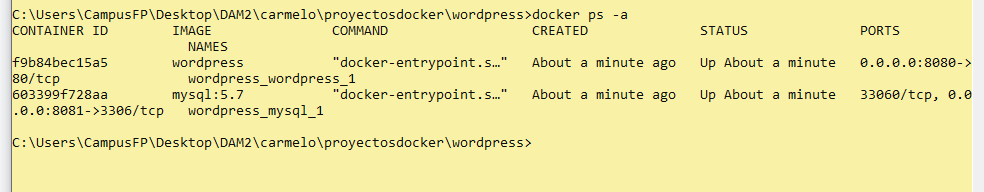 C:\Users\CampusFP\Desktop\DAM2\carmelo\proyectosdocker\wordpress>docker ps -a
CONTAINER ID        IMAGE               COMMAND                  CREATED              STATUS              PORTS
                      NAMES
f9b84bec15a5        wordpress           "docker-entrypoint.s…"   About a minute ago   Up About a minute   0.0.0.0:8080->
80/tcp                wordpress_wordpress_1
603399f728aa        mysql:5.7           "docker-entrypoint.s…"   About a minute ago   Up About a minute   33060/tcp, 0.0
.0.0:8081->3306/tcp   wordpress_mysql_1
C:\Users\CampusFP\Desktop\DAM2\carmelo\proyectosdocker\wordpress>